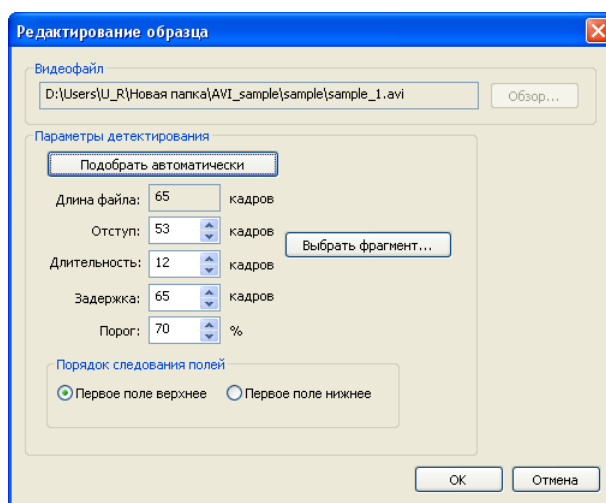 Редактирование образца
Видеофайл
D:\Users\U_R\Новая папка\AVI_sample\sample\sample_1.avi Обзор...
Параметры детектирования
Подобрать автоматически
Длина файла: 65 кадров
Отступ: 53 кадров
Выбрать фрагмент...
Длительность: 12 кадров
Задержка: 65 кадров
Порог: 70 %
Порядок следования полей
Первое поле верхнее Первое поле нижнее
OK Отмена